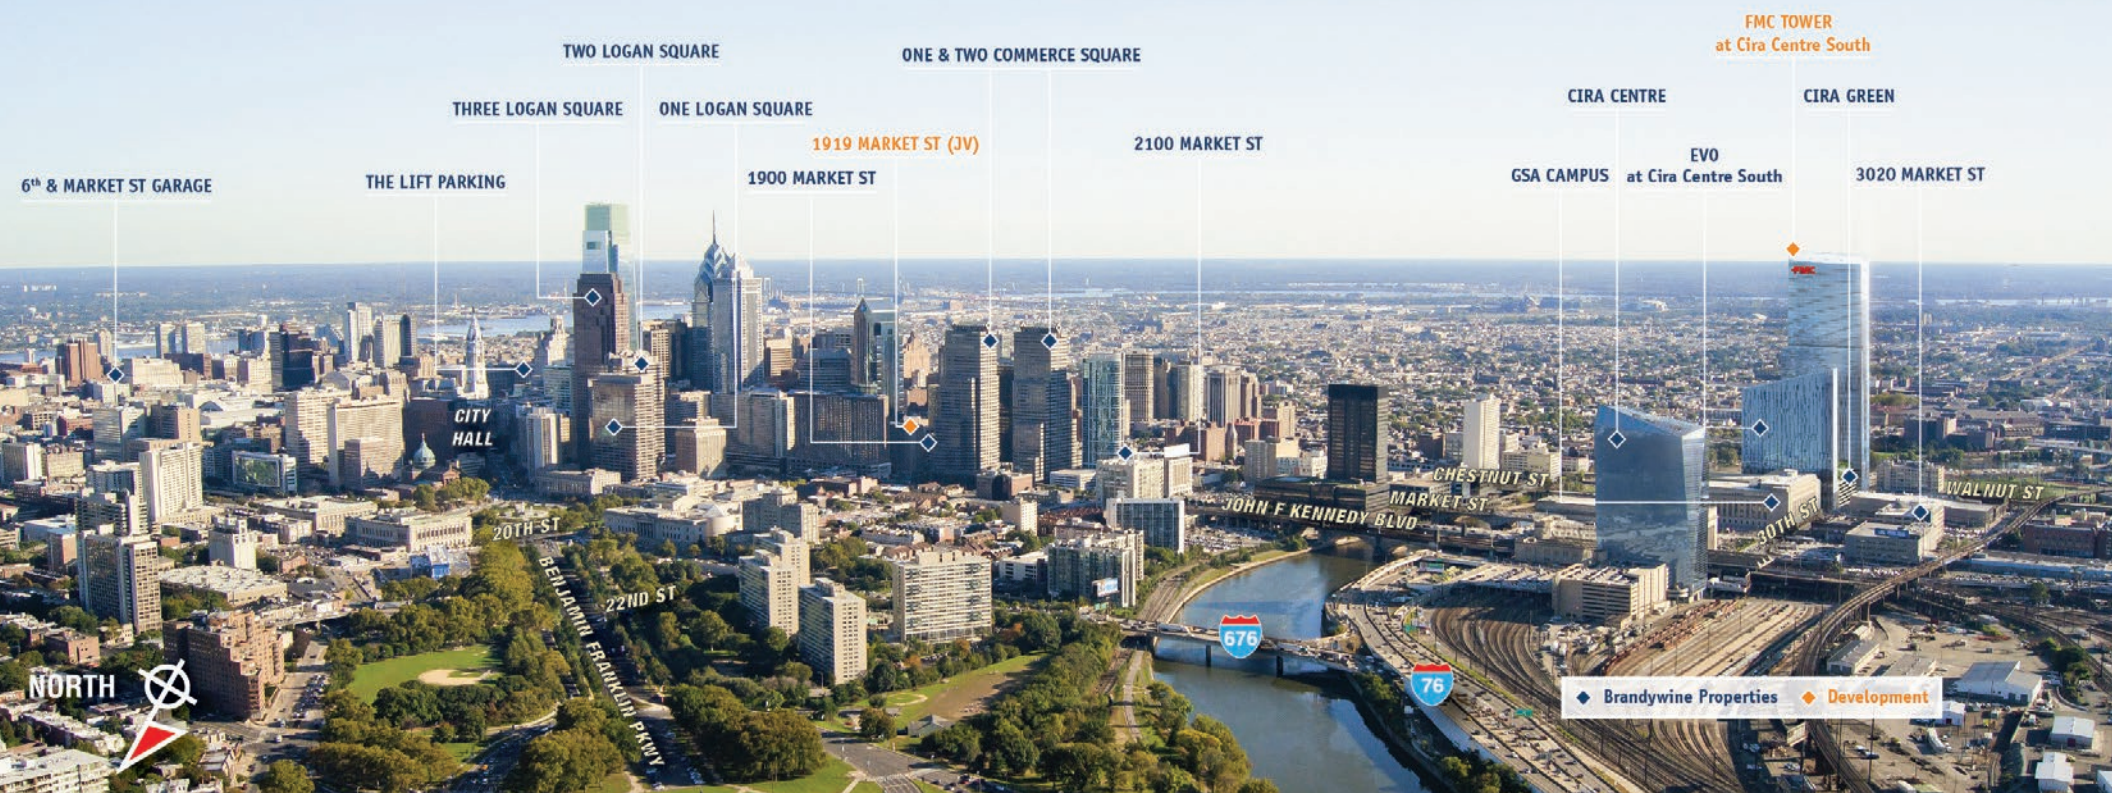 FMC TOWER
at Cira Centre South
TWO LOGAN SQUARE
ONE & TWO COMMERCE SQUARE
CIRA CENTRE
CIRA GREEN
THREE LOGAN SQUARE
ONE LOGAN SQUARE
1919 MARKET ST (JV)
2100 MARKET ST
EVO
at Cira Centre South
6th & MARKET ST GARAGE
THE LIFT PARKING
1900 MARKET ST
GSA CAMPUS
3020 MARKET ST
FMC
CITY
HALL
CHESTNUT ST
MARKET ST
JOHN F KENNEDY BLVD
WALNUT ST
30TH ST
20TH ST
BENJAMIN FRANKLIN PKWY
22ND ST
676
76
NORTH
Brandywine Properties
Development